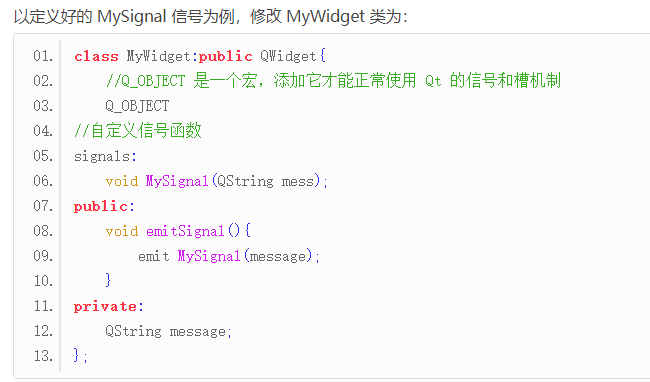 以定义好的 MySignal 信号为例，修改 MyWidget 类为：
01. class MyWidget:public QWidget{
02. //Q_OBJECT 是一个宏，添加它才能正常使用 Qt 的信号和槽机制
03. Q_OBJECT
04. //自定义信号函数
05. signals:
06. void MySignal(QString mess);
07. public:
08. void emitSignal(){
09. emit MySignal(message);
10. }
11. private:
12. QString message;
13. };